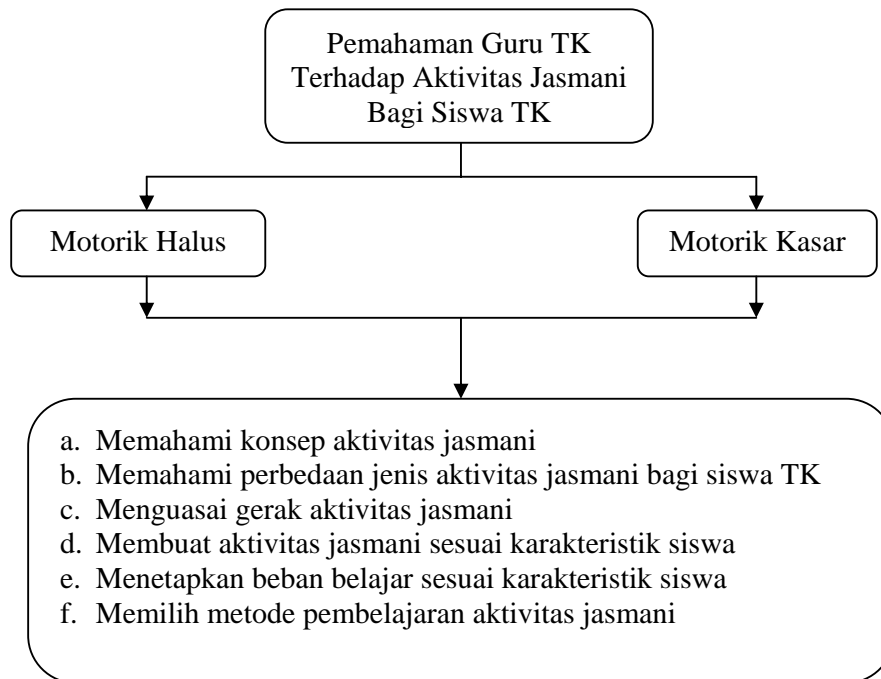 Pemahaman Guru TK
Terhadap Aktivitas Jasmani
Bagi Siswa TK
Motorik Halus
Motorik Kasar
a. Memahami konsep aktivitas jasmani
b. Memahami perbedaan jenis aktivitas jasmani bagi siswa TK
c. Menguasai gerak aktivitas jasmani
d. Membuat aktivitas jasmani sesuai karakteristik siswa
e. Menetapkan beban belajar sesuai karakteristik siswa
f. Memilih metode pembelajaran aktivitas jasmani